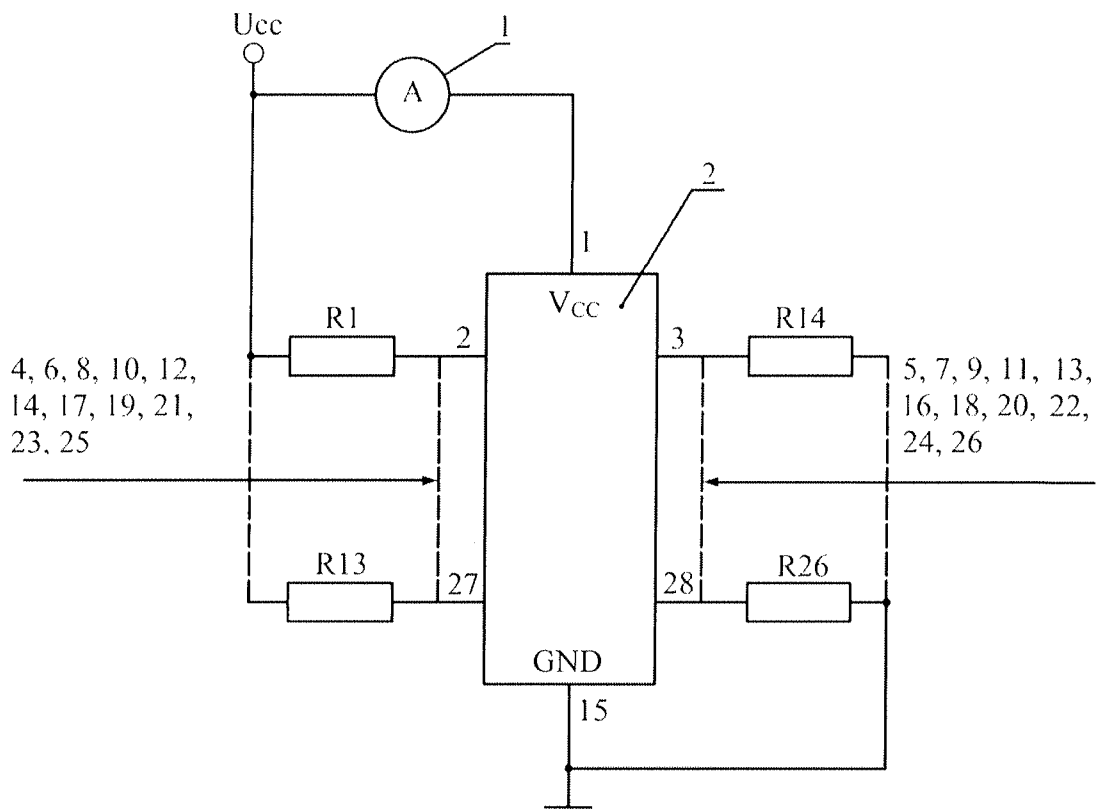 Ucc
1
A
2
1
VCC
R1
2
3
R14
4, 6, 8, 10, 12,
14, 17, 19, 21,
23, 25
5, 7, 9, 11, 13,
16, 18, 20, 22,
24, 26
R13
27
28
R26
GND
15